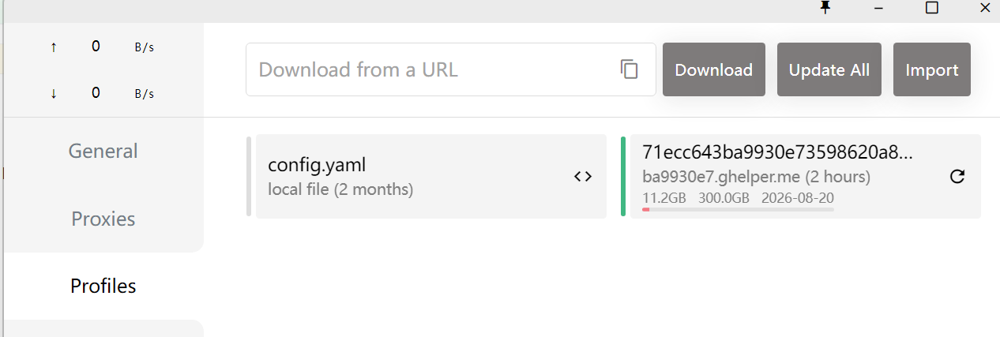 ↑ 0 B/s
↓ 0 B/s
Download from a URL
Download
Update All
Import
General
Proxies
Profiles
config.yaml
local file (2 months)
71ecc643ba9930e73598620a8...
ba9930e7.ghelper.me (2 hours)
11.2GB 300.0GB 2026-08-20